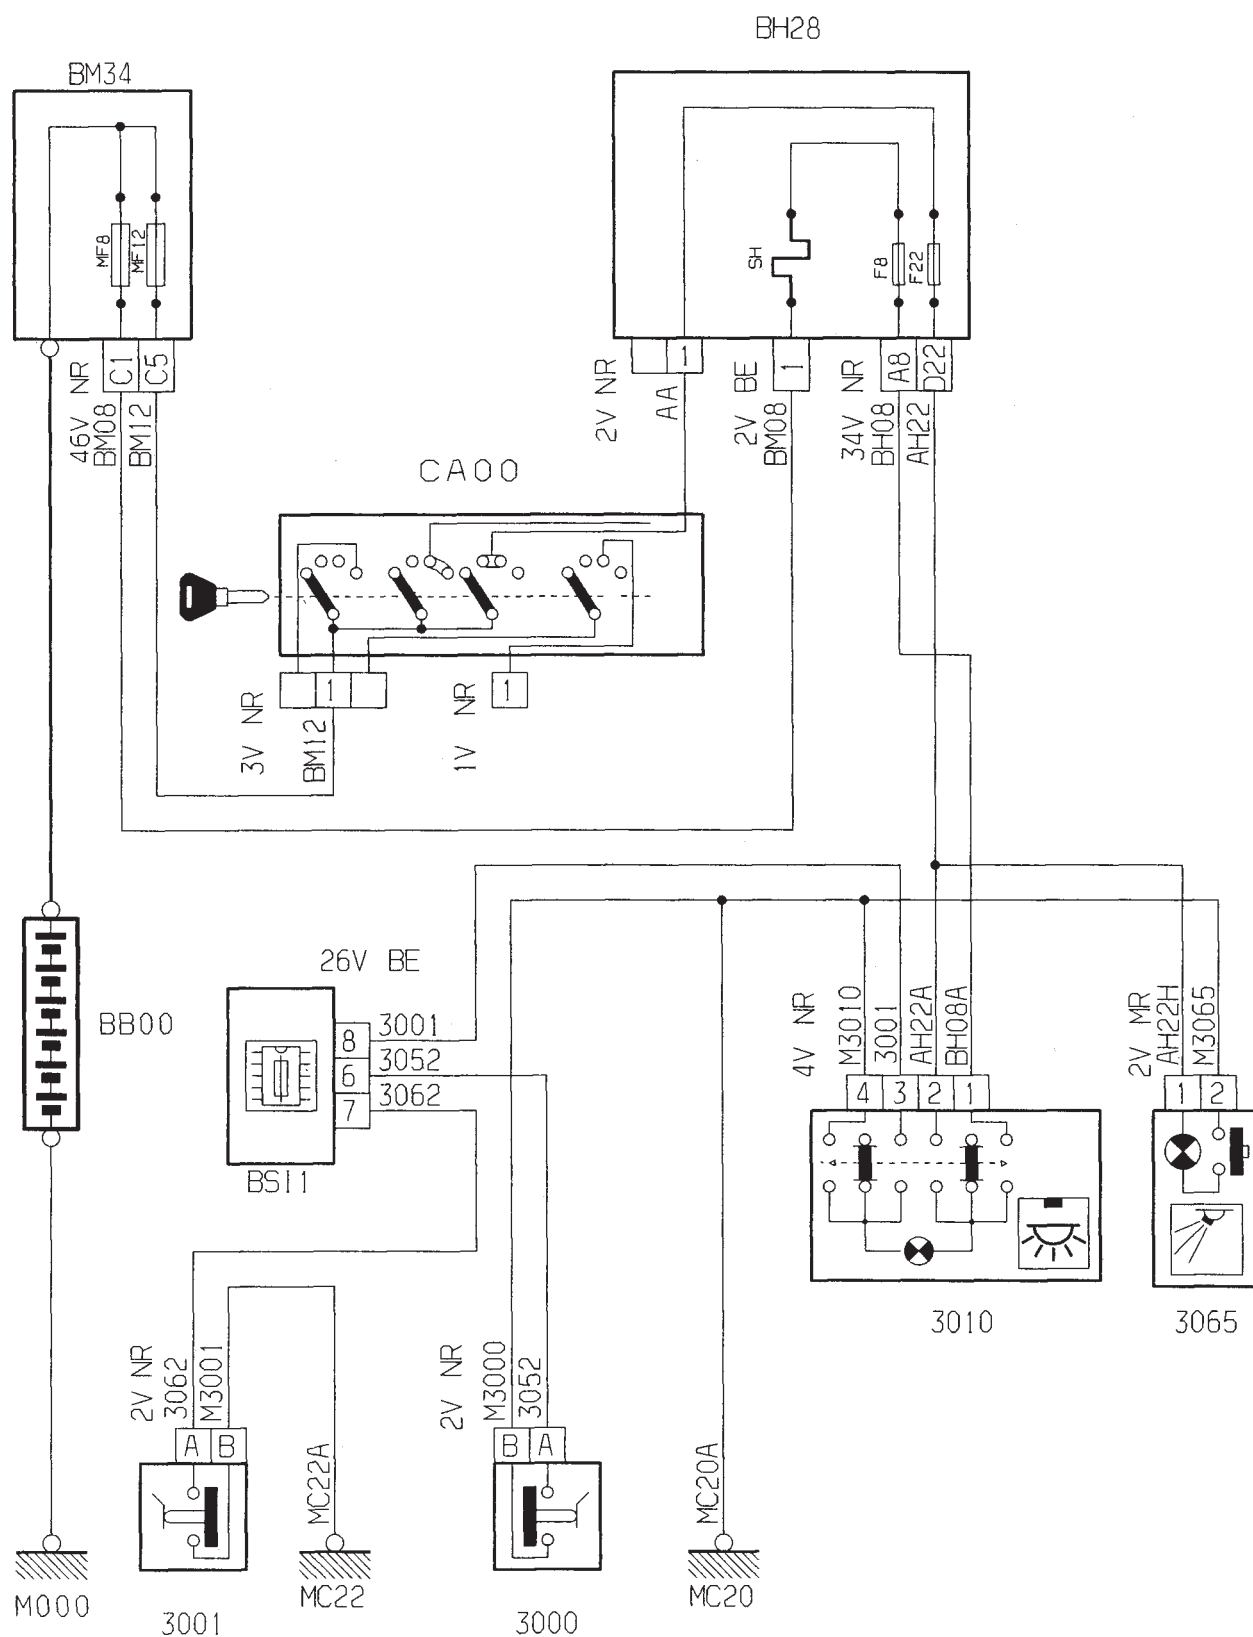 BH28
BM34
MF8
MF12
SH
F8
F22
46V NR
C1
C5
BM08
BM12
2V NR
1
AA
2V BE
1
BM08
34V NR
A8
D22
BH08
AH22
CA00
3V NR
1
BM12
1V NR
1
BB00
26V BE
8
3001
6
3052
7
3062
BSI1
4V NR
M3010
3001
AH22A
BH08A
4
3
2
1
2V MR
AH22H
M3065
1
2
3010
3065
2V NR
3062
M3001
A
B
MC22A
2V NR
M3000
3052
B
A
MC20A
M000
3001
MC22
3000
MC20